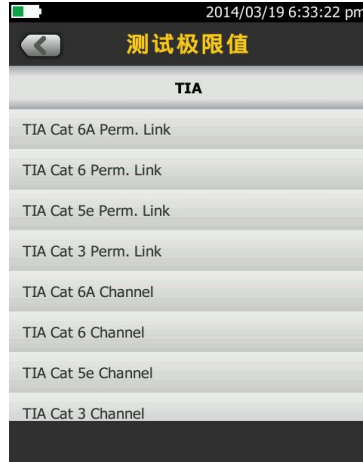 2014/03/19 6:33:22 pm
测试极限值
TIA
TIA Cat 6A Perm. Link
TIA Cat 6 Perm. Link
TIA Cat 5e Perm. Link
TIA Cat 3 Perm. Link
TIA Cat 6A Channel
TIA Cat 6 Channel
TIA Cat 5e Channel
TIA Cat 3 Channel